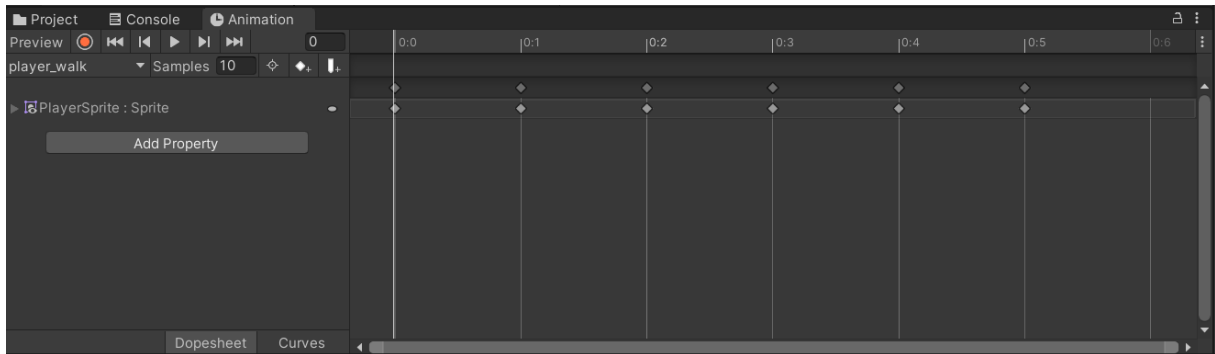 Project Console Animation
Preview 0 0:0 0:1 0:2 0:3 0:4 0:5 0:6
player_walk Samples 10
PlayerSprite : Sprite
Add Property
Dopesheet Curves